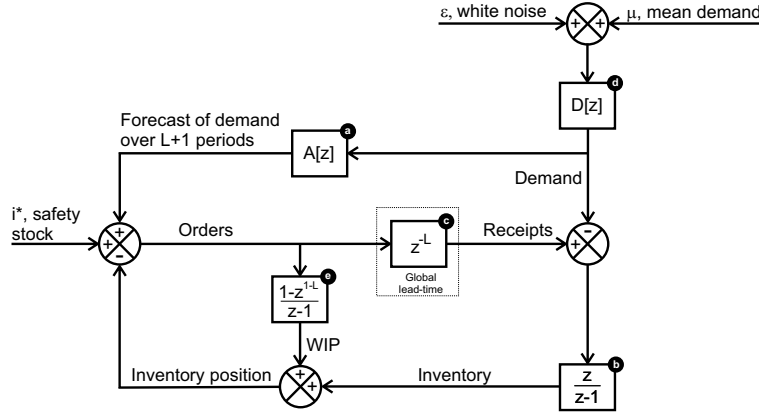 ε, white noise
μ, mean demand
d
D[z]
Forecast of demand
over L+1 periods
a
A[z]
Demand
i*, safety
stock
+
+
-
Orders
c
z-L
Global
lead-time
Receipts
+
-
e
1-z1-L
z-1
WIP
b
z
z-1
Inventory position
+
+
Inventory